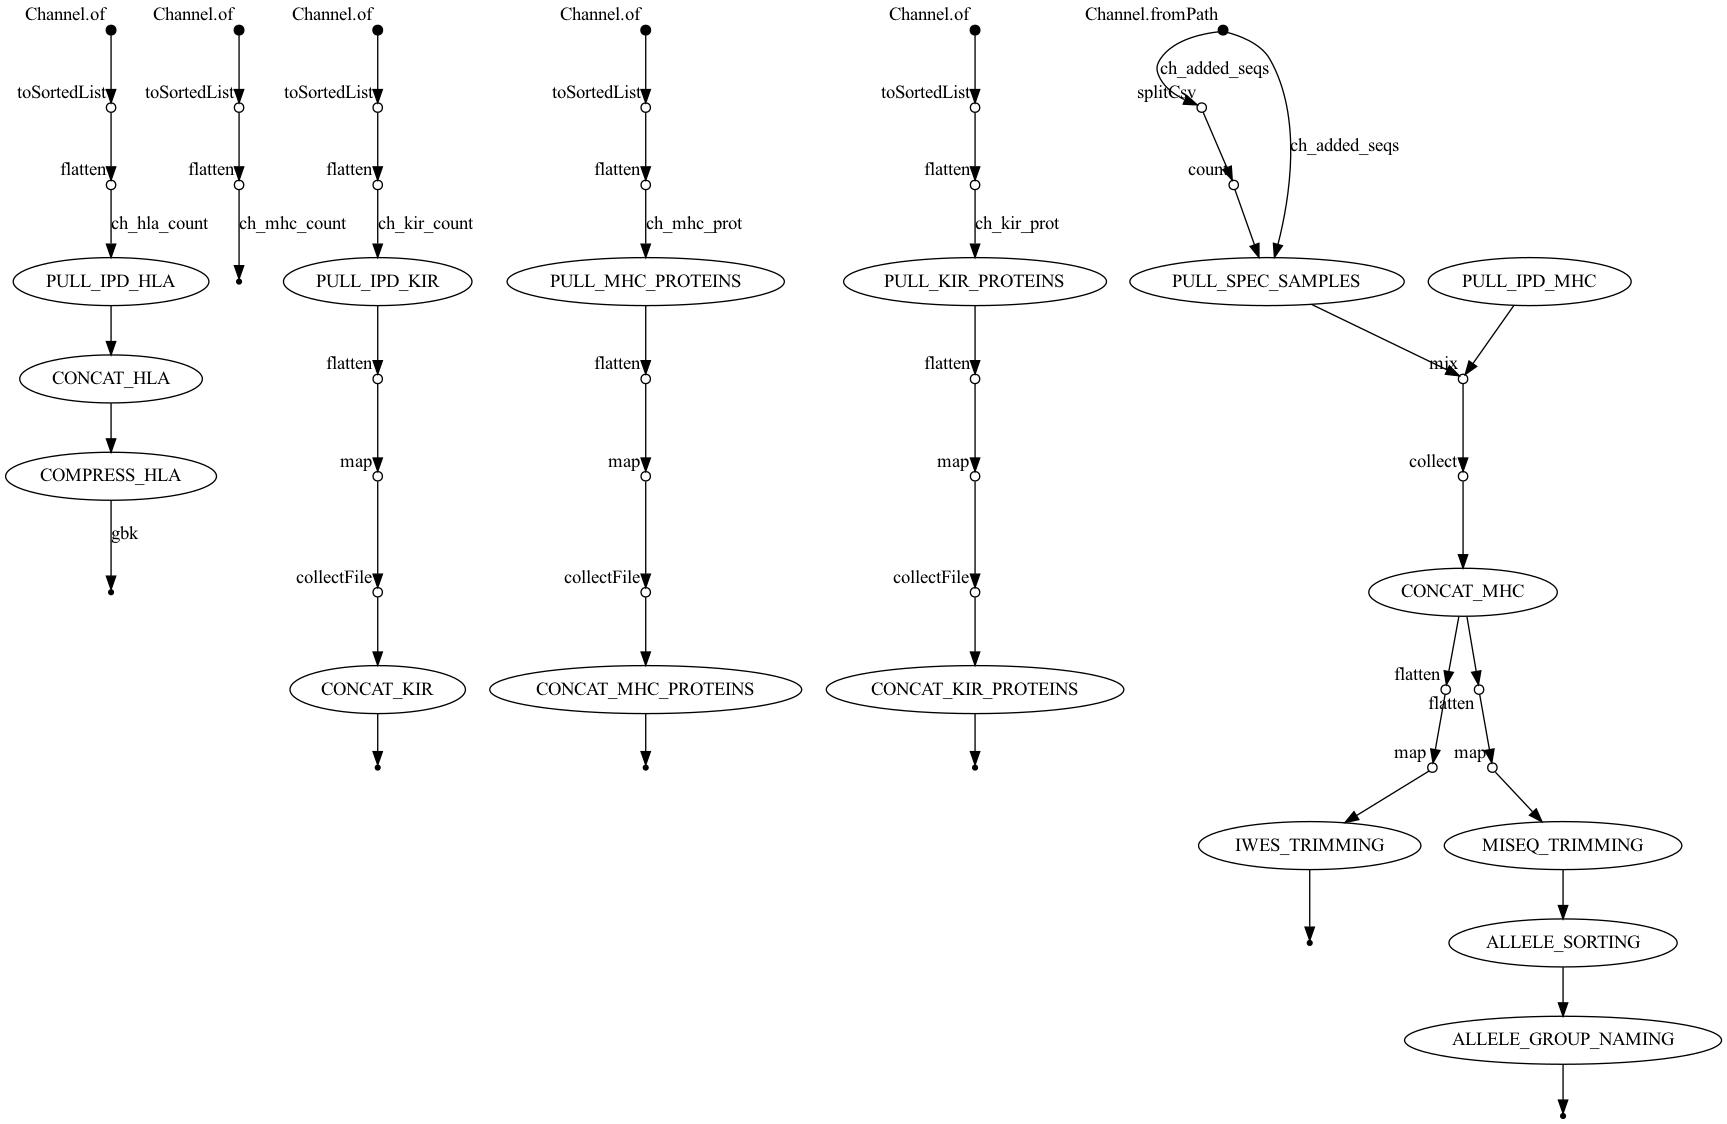 Channel.of
Channel.of
Channel.of
Channel.of
Channel.of
Channel.fromPath
ch_added_seqs
toSortedList
toSortedList
toSortedList
toSortedList
toSortedList
splitCsv
ch_added_seqs
flatten
flatten
flatten
flatten
flatten
count
ch_hla_count
ch_mhc_count
ch_kir_count
ch_mhc_prot
ch_kir_prot
PULL_IPD_HLA
PULL_IPD_KIR
PULL_MHC_PROTEINS
PULL_KIR_PROTEINS
PULL_SPEC_SAMPLES
PULL_IPD_MHC
flatten
flatten
flatten
mix
CONCAT_HLA
map
map
map
collect
COMPRESS_HLA
gbk
collectFile
collectFile
collectFile
CONCAT_MHC
flatten
CONCAT_KIR
CONCAT_MHC_PROTEINS
CONCAT_KIR_PROTEINS
flatten
map
map
IWES_TRIMMING
MISEQ_TRIMMING
ALLELE_SORTING
ALLELE_GROUP_NAMING